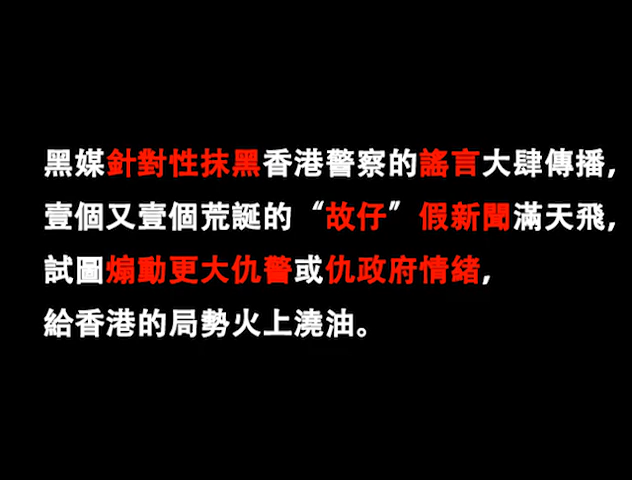 黑媒針對性抹黑香港警察的謠言大肆傳播,
壹個又壹個荒誕的“故仔”假新聞滿天飛,
試圖煽動更大仇警或仇政府情緒,
給香港的局勢火上澆油。